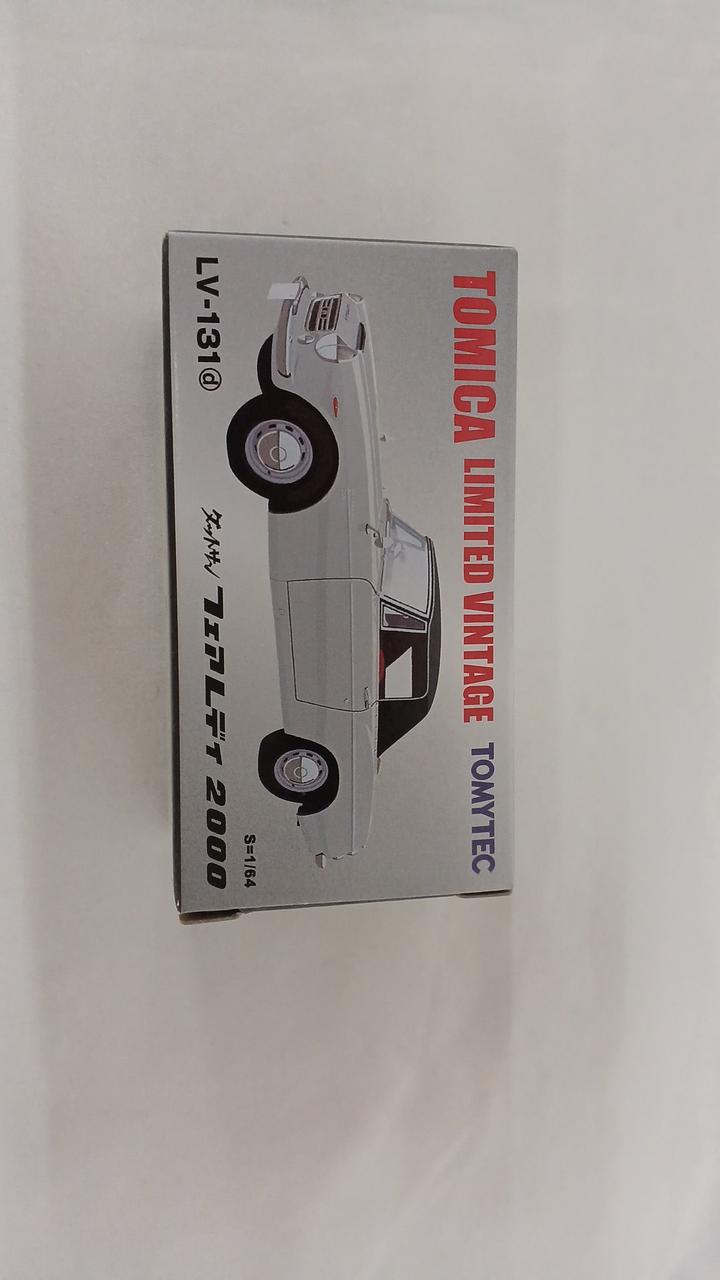 TOMICA LIMITED VINTAGE TOMYTEC
S=1/64
LV-131ⓓ ダットサン フェアレディ 2000